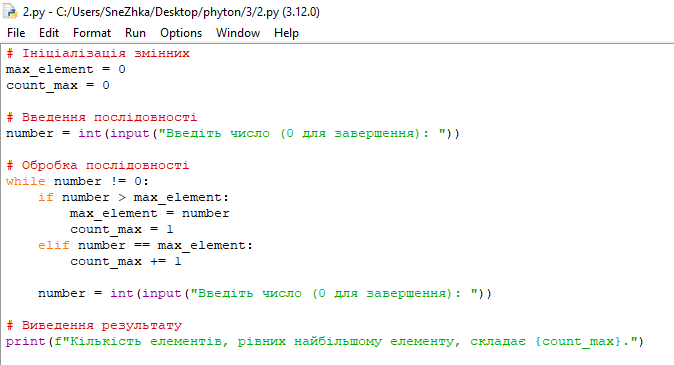 2.py - C:/Users/SneZhka/Desktop/phyton/3/2.py (3.12.0)
File Edit Format Run Options Window Help
# Ініціалізація змінних
max_element = 0
count_max = 0
# Введення послідовності
number = int(input("Введіть число (0 для завершення): "))
# Обробка послідовності
while number != 0:
    if number > max_element:
        max_element = number
        count_max = 1
    elif number == max_element:
        count_max += 1
    number = int(input("Введіть число (0 для завершення): "))
# Виведення результату
print(f"Кількість елементів, рівних найбільшому елементу, складає {count_max}.")